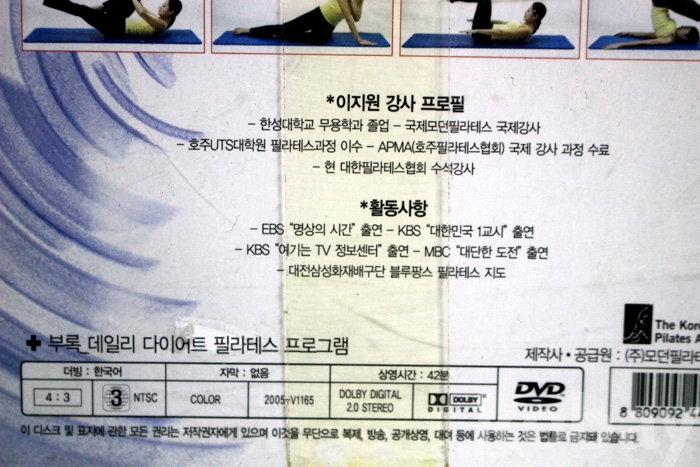 *이지원 강사 프로필
- 한성대학교 무용학과 졸업 - 국제모던필라테스 국제강사
- 호주UTS대학원 필라테스과정 이수 - APMA(호주필라테스협회) 국제 강사 과정 수료
- 현 대한필라테스협회 수석강사
*활동사항
- EBS "명상의 시간" 출연 - KBS "대한민국 1교시" 출연
- KBS "여기는 TV 정보센터" 출연 - MBC "대단한 도전" 출연
- 대전삼성화재배구단 블루팡스 필라테스 지도
The Kor
Pilates A
+ 부록_데일리 다이어트 필라테스 프로그램
제작사 • 공급원 : (주)모던필라테
더빙 : 한국어 자막 : 없음 상영시간 : 42분
4 : 3 3 NTSC COLOR 2005-V1165 DOLBY DIGITAL 2.0 STEREO DOLBY DIGITAL DVD VIDEO
8 809092
이 디스크 및 표지에 관한 모든 권리는 저작권자에게 있으며 이것을 무단으로 복제, 방송, 공개상영, 대여 등에 사용하는 것은 법률로 금지돼 있습니다.